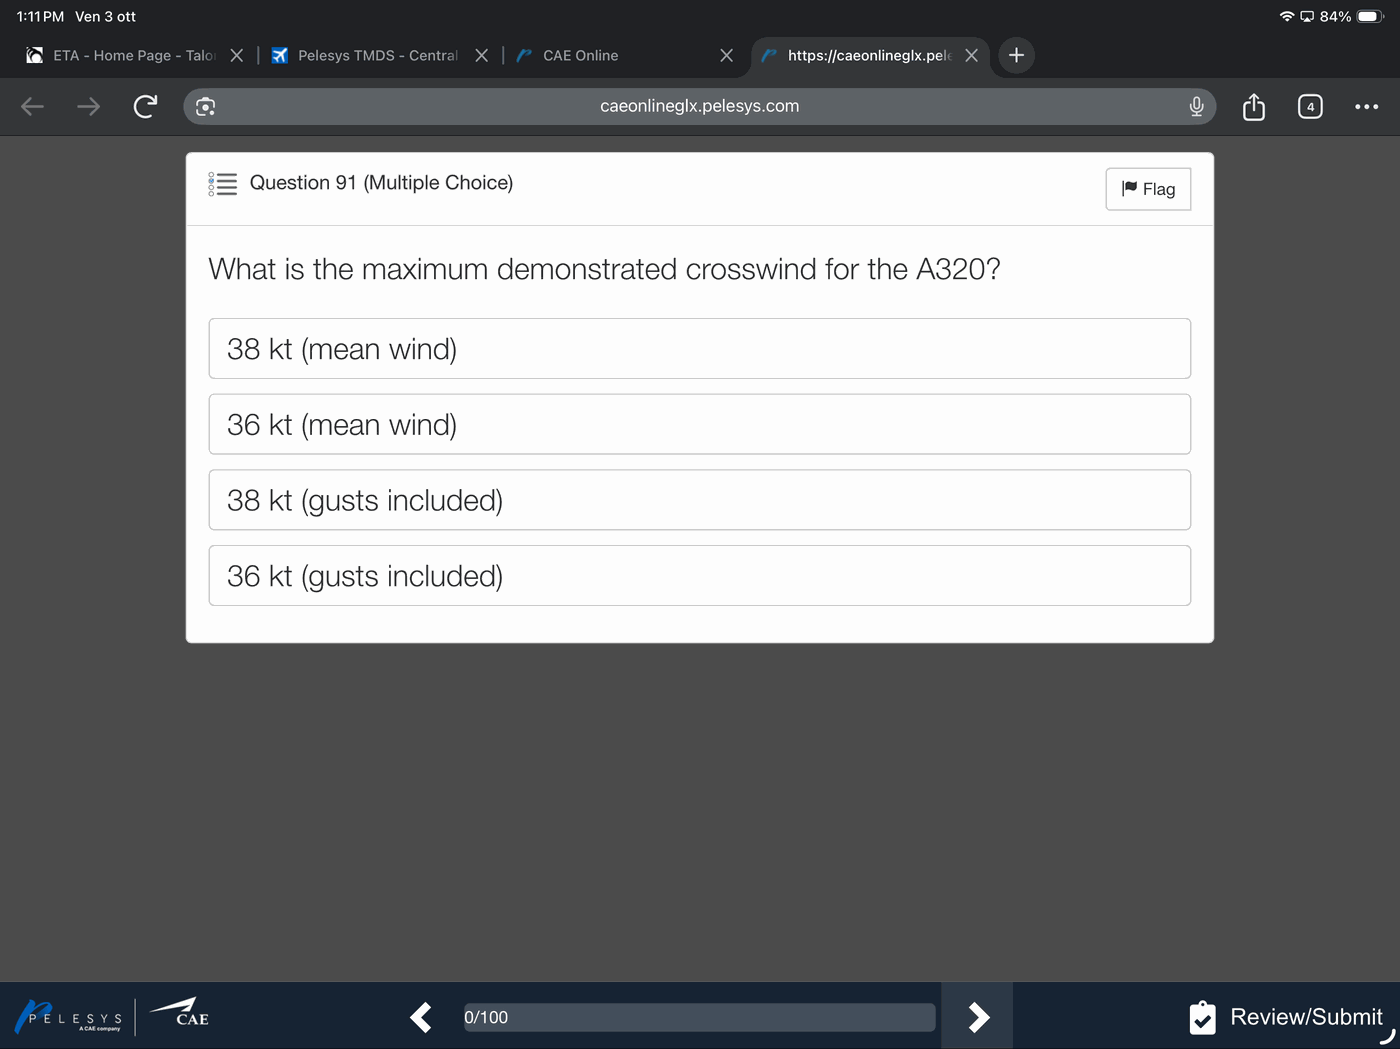 1:11 PM Ven 3 ott
84%
ETA - Home Page - Talo
Pelesys TMDS - Central
CAE Online
https://caeonlineglx.pele
caeonlineglx.pelesys.com
4
Question 91 (Multiple Choice)
Flag
What is the maximum demonstrated crosswind for the A320?
38 kt (mean wind)
36 kt (mean wind)
38 kt (gusts included)
36 kt (gusts included)
PELESYS
A CAE company
CAE
0/100
Review/Submit